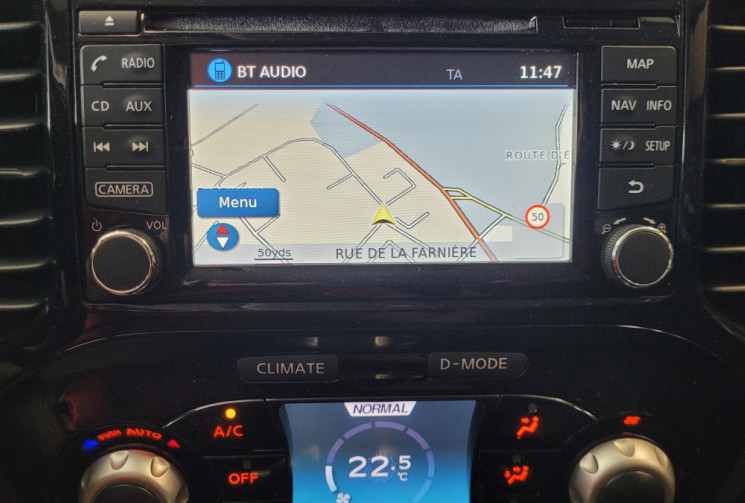 RADIO
BT AUDIO
TA
11:47
MAP
CD AUX
NAV INFO
SETUP
ROUTE D'É
CAMERA
Menu
50
VOL
50yds
RUE DE LA FARNIÈRE
CLIMATE
D-MODE
NORMAL
AUTO
A/C
22.5
°C
OFF